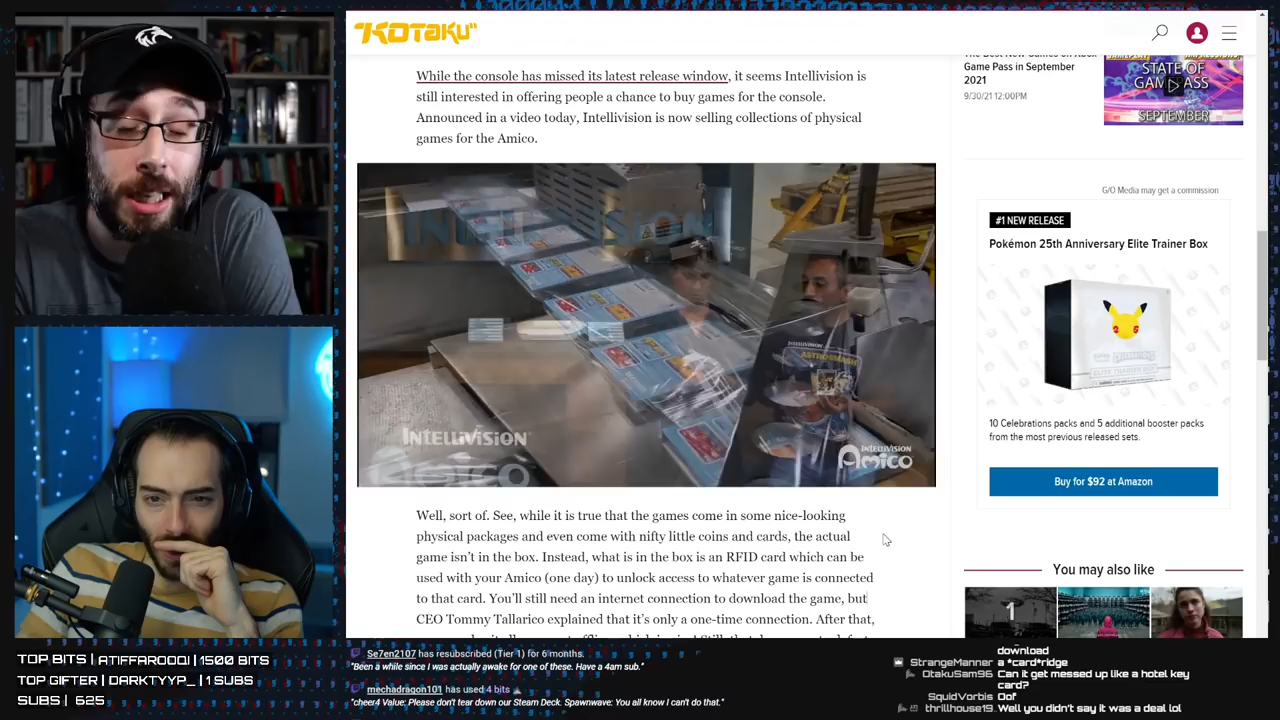 KOTAKU
While the console has missed its latest release window, it seems Intellivision is
still interested in offering people a chance to buy games for the console.
Announced in a video today, Intellivision is now selling collections of physical
games for the Amico.
INTELLIVISION
ASTROSMASH
INTELLIVISION
Intellivision
Amico
Well, sort of. See, while it is true that the games come in some nice-looking
physical packages and even come with nifty little coins and cards, the actual
game isn't in the box. Instead, what is in the box is an RFID card which can be
used with your Amico (one day) to unlock access to whatever game is connected
to that card. You'll still need an internet connection to download the game, but
CEO Tommy Tallarico explained that it's only a one-time connection. After that,
Game Pass in September
2021
9/30/21 12:00PM
STATE OF
GAME PASS
SEPTEMBER
G/O Media may get a commission
#1 NEW RELEASE
Pokémon 25th Anniversary Elite Trainer Box
ELITE TRAINER BOX
10 Celebrations packs and 5 additional booster packs
from the most previous released sets.
Buy for $92 at Amazon
You may also like
1
TOP BITS | ATIFFAROOQI | 1500 BITS
TOP GIFTER | DARKTYYP_ | 1 SUBS
SUBS | 625
Se7en2107 has resubscribed (Tier 1) for 6 months.
"Been a while since I was actually awake for one of these. Have a 4am sub."
mechadragon101 has used 4 bits
"cheer4 Value: Please don't tear down our Steam Deck. Spawnwave: You all know I can't do that."
download
StrangeManner a *card*ridge
OtakuSam96 Can it get messed up like a hotel key
card?
SquidVorbis Oof
thrillhouse19 Well you didn't say it was a deal lol